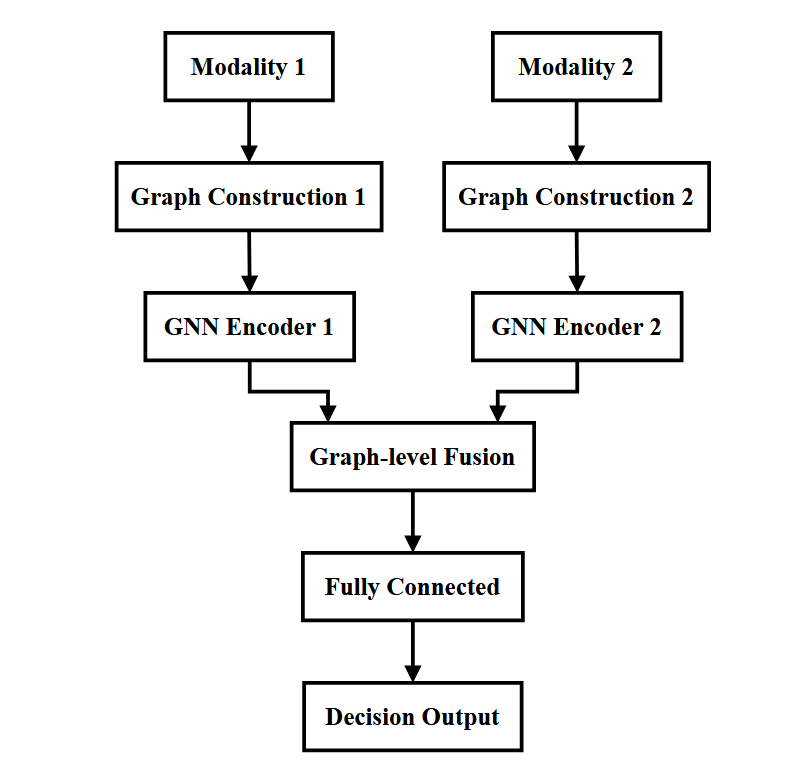 Modality 1
Modality 2
Graph Construction 1
Graph Construction 2
GNN Encoder 1
GNN Encoder 2
Graph-level Fusion
Fully Connected
Decision Output